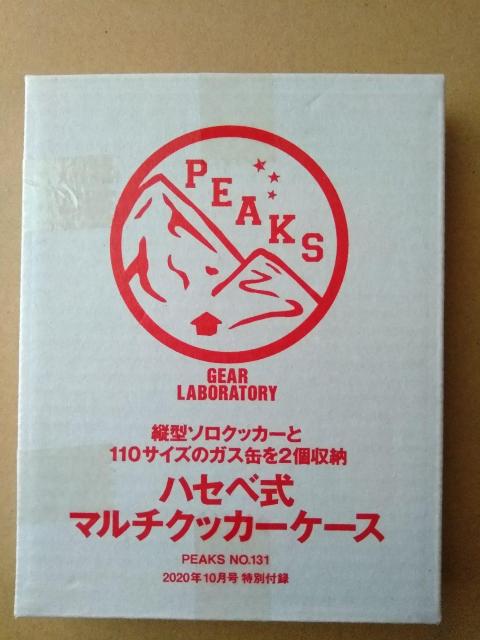 PEAKS
GEAR
LABORATORY
縦型ソロクッカーと
110サイズのガス缶を2個収納
ハセベ式
マルチクッカーケース
PEAKS NO.131
2020年10月号 特別付録